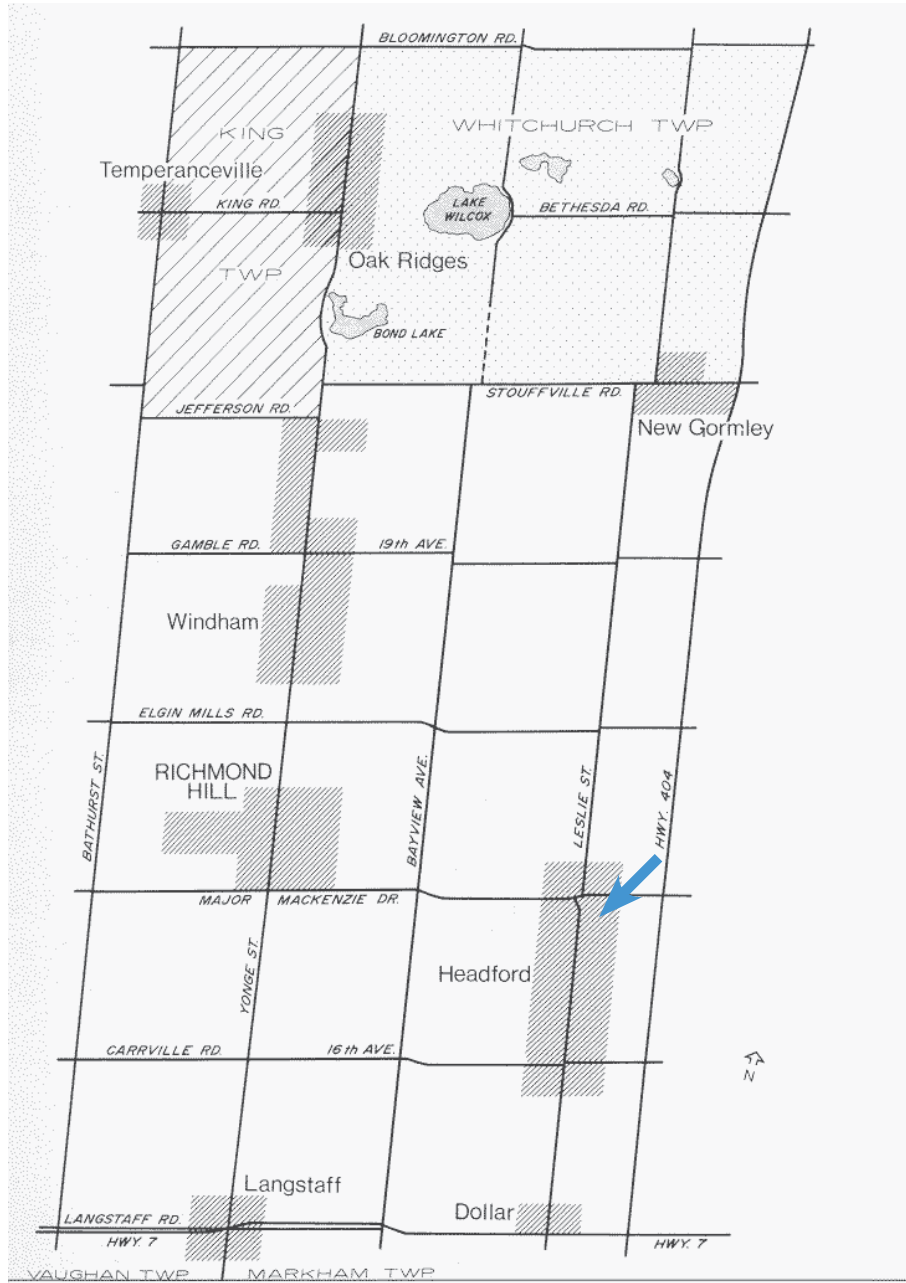 BLOOMINGTON RD.
KING
WHITCHURCH TWP
Temperanceville
KING RD.
LAKE
WILCOX
BETHESDA RD.
Oak Ridges
TWP
BOND LAKE
STOUFFVILLE RD.
JEFFERSON RD.
New Gormley
GAMBLE RD.
19th AVE.
Windham
ELGIN MILLS RD.
BATHURST ST.
RICHMOND
HILL
BAYVIEW AVE.
LESLIE ST.
HWY. 404
MAJOR MACKENZIE DR.
YONGE ST.
Headford
CARRVILLE RD.
16th AVE.
N
Langstaff
Dollar
LANGSTAFF RD.
HWY. 7
HWY. 7
VAUGHAN TWP
MARKHAM TWP